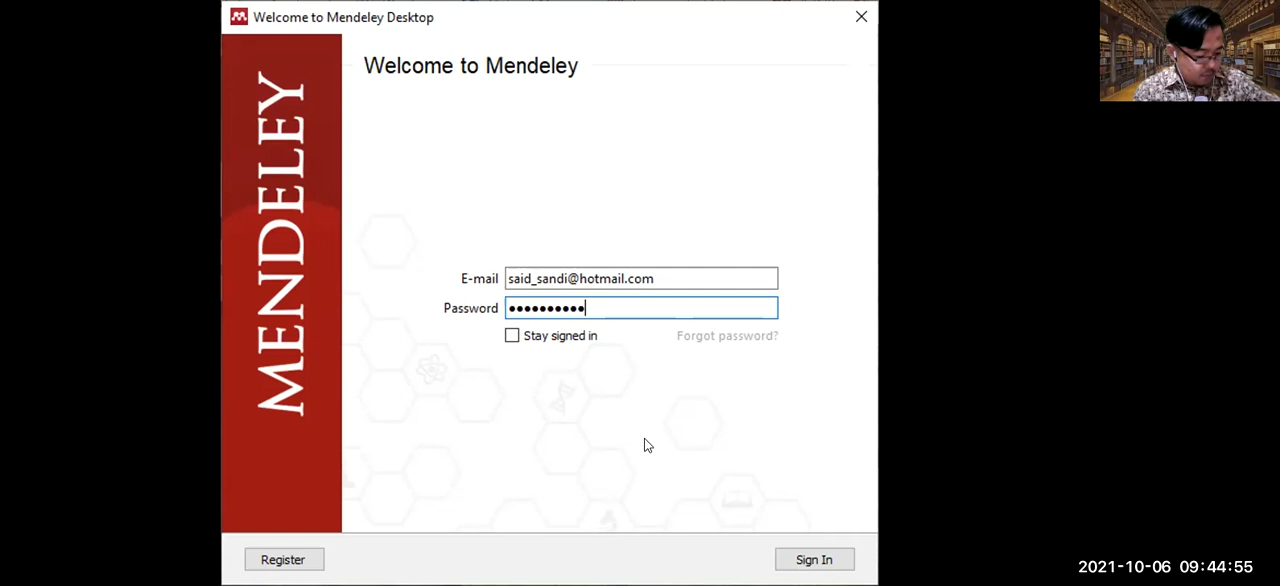 Welcome to Mendeley Desktop
Welcome to Mendeley
MENDELEY
E-mail said_sandi@hotmail.com
Password ●●●●●●●●●●
Stay signed in Forgot password?
Register Sign In
2021-10-06 09:44:55